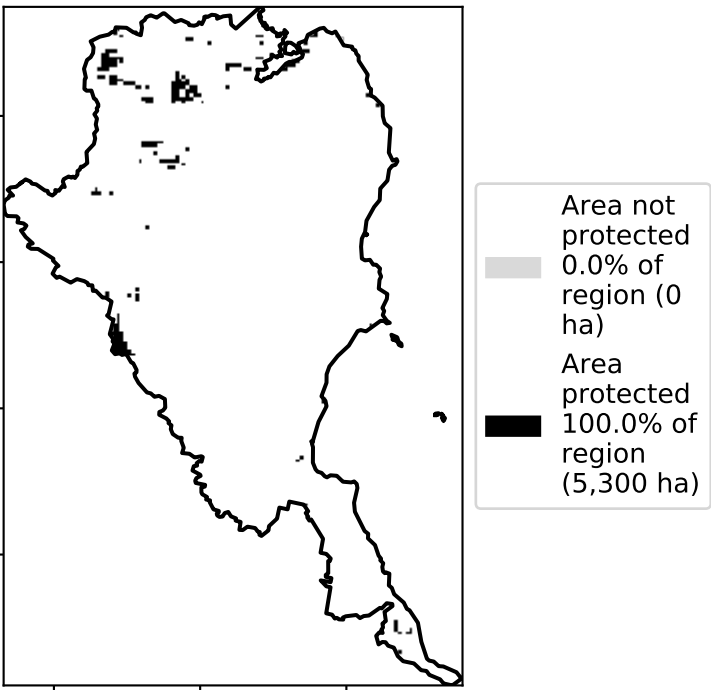 Area not
protected
0.0% of
region (0
ha)
Area
protected
100.0% of
region
(5,300 ha)